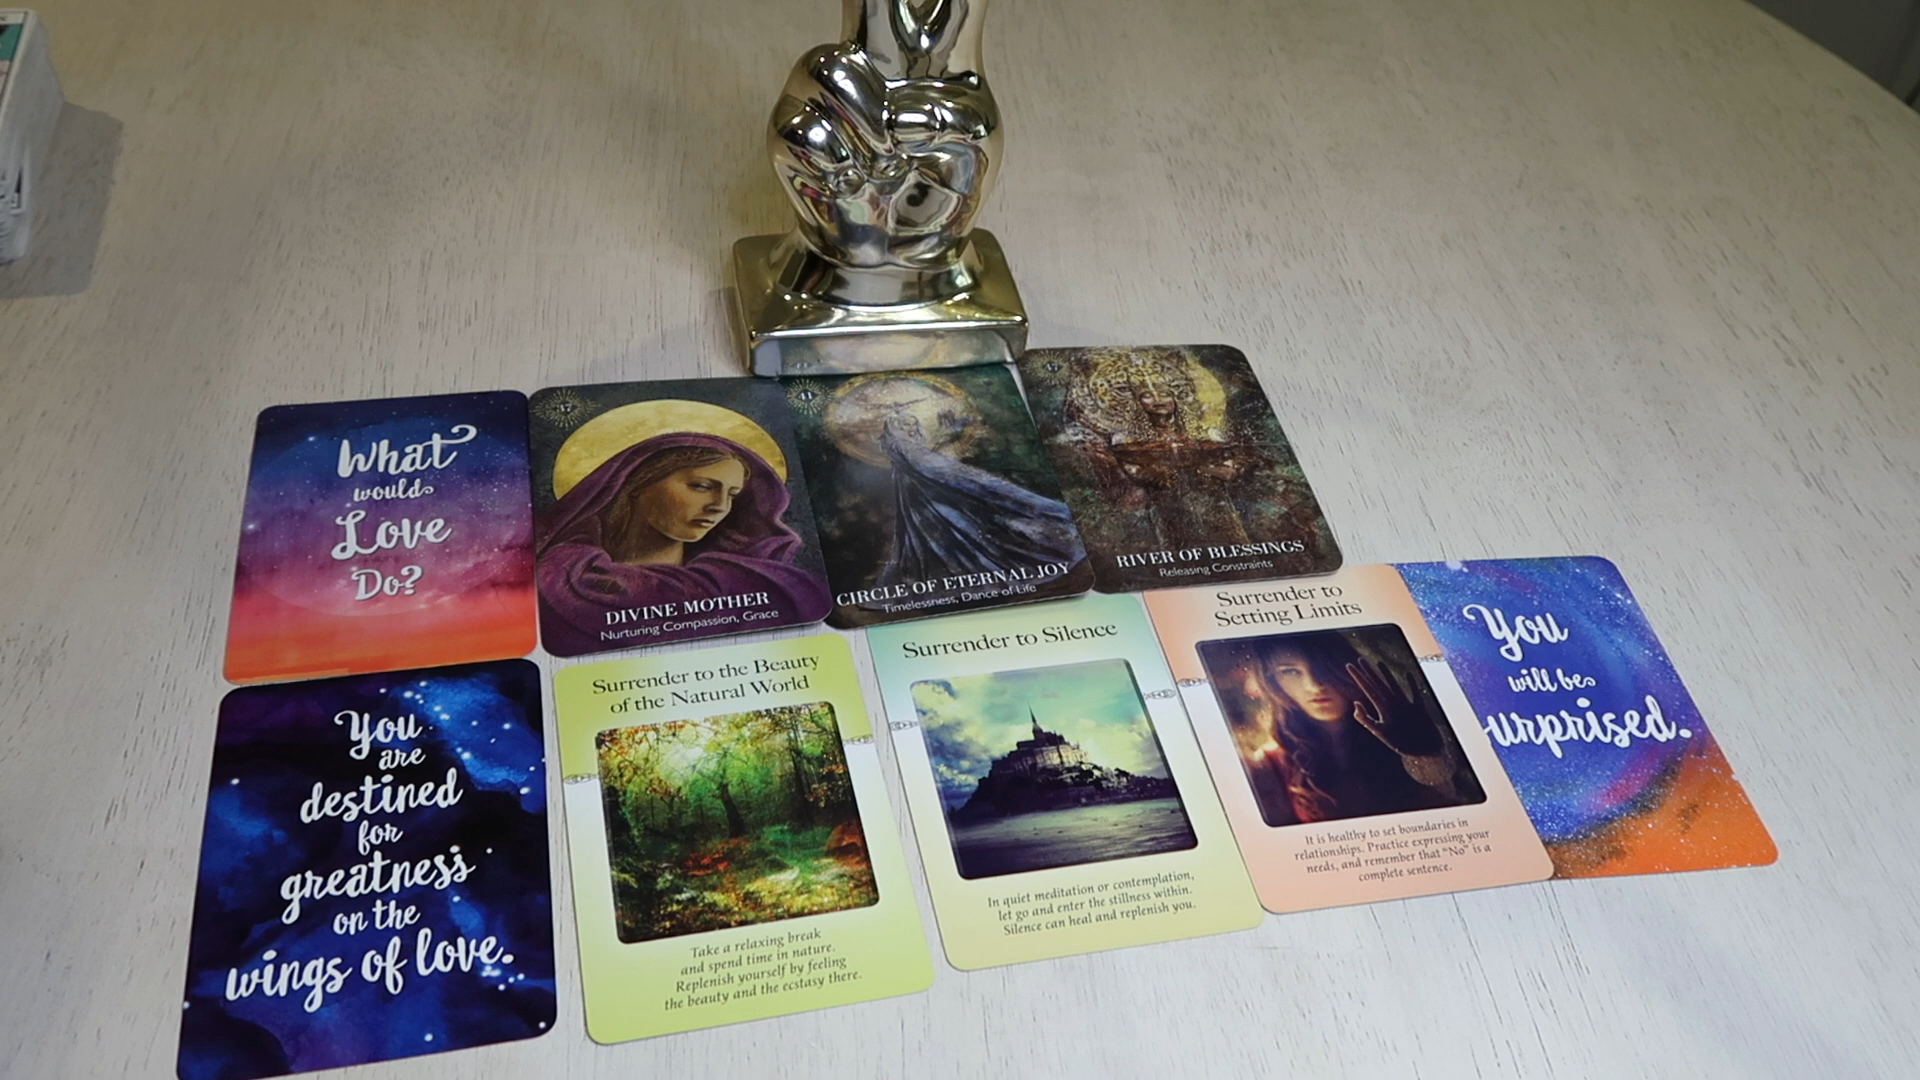 What
would
Love
Do?
47
DIVINE MOTHER
Nurturing Compassion, Grace
41
CIRCLE OF ETERNAL JOY
Timelessness, Dance of Life
RIVER OF BLESSINGS
Releasing Constraints
You
are
destined
for
greatness
on the
wings of love.
Surrender to the Beauty
of the Natural World
Take a relaxing break
and spend time in nature.
Replenish yourself by feeling
the beauty and the ecstasy there.
Surrender to Silence
In quiet meditation or contemplation,
let go and enter the stillness within.
Silence can heal and replenish you.
Surrender to
Setting Limits
It is healthy to set boundaries in
relationships. Practice expressing your
needs, and remember that "No" is a
complete sentence.
You
will be
urprised.